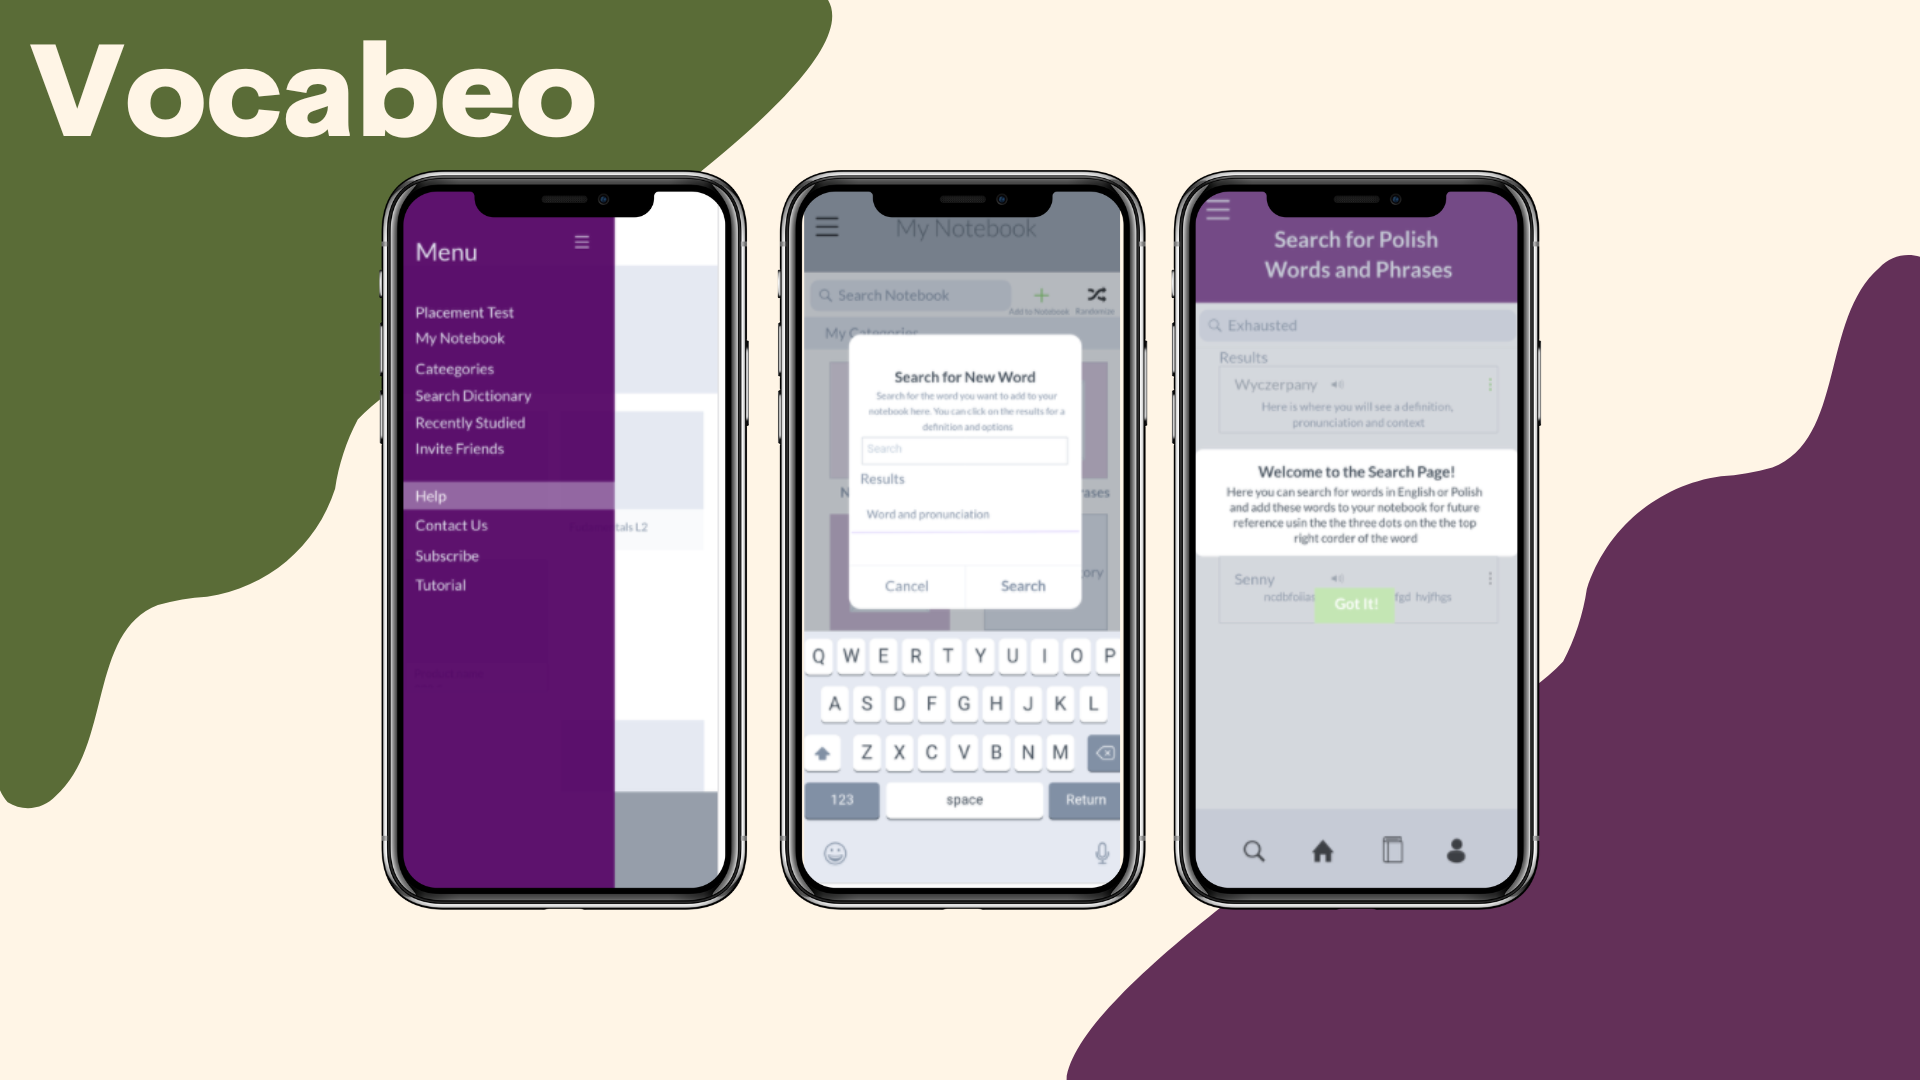 Vocabeo
Menu
Placement Test
My Notebook
Cateegories
Search Dictionary
Recently Studied
Invite Friends
Help
Contact Us
Subscribe
Tutorial
tals L2
My Notebook
Search Notebook
Add to Notebook
Randomize
My Categories
Search for New Word
Search for the word you want to add to your
notebook here. You can click on the results for a
definition and options
Search
Results
Word and pronunciation
Cancel
Search
N
rases
ory
Q W E R T Y U I O P
A S D F G H J K L
Z X C V B N M
123
space
Return
Search for Polish
Words and Phrases
Exhausted
Results
Wyczerpany
Here is where you will see a definition,
pronunciation and context
Welcome to the Search Page!
Here you can search for words in English or Polish
and add these words to your notebook for future
reference usin the the three dots on the the top
right corder of the word
Senny
fgd hvjfhgs
Got It!